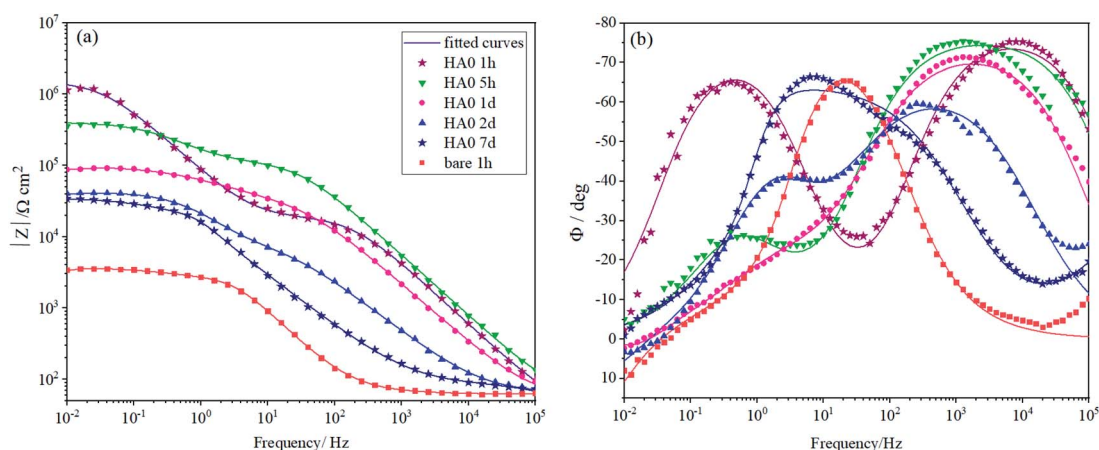 (a)
10⁷
10⁶
10⁵
10⁴
10³
10²
|Z| /Ω cm²
10⁻² 10⁻¹ 10⁰ 10¹ 10² 10³ 10⁴ 10⁵
Frequency/ Hz
fitted curves
HA0 1h
HA0 5h
HA0 1d
HA0 2d
HA0 7d
bare 1h
(b)
-80
-70
-60
-50
-40
-30
-20
-10
0
10
Φ / deg
10⁻² 10⁻¹ 10⁰ 10¹ 10² 10³ 10⁴ 10⁵
Frequency/Hz